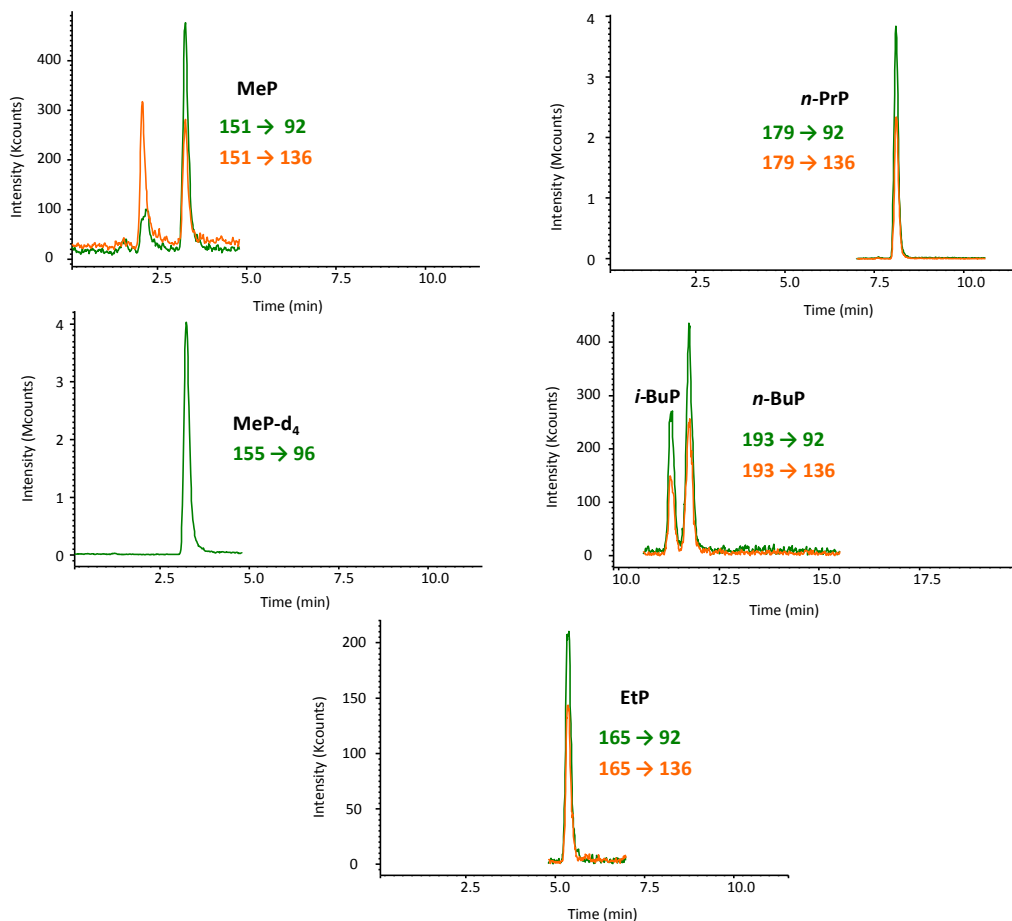 Intensity (Kcounts)
400
300
200
100
0
MeP
151 → 92
151 → 136
2.5
5.0
7.5
10.0
Time (min)
Intensity (Mcounts)
4
3
2
1
0
n-PrP
179 → 92
179 → 136
2.5
5.0
7.5
10.0
Time (min)
Intensity (Mcounts)
4
3
2
1
0
MeP-d4
155 → 96
2.5
5.0
7.5
10.0
Time (min)
Intensity (Kcounts)
400
300
200
100
0
i-BuP
n-BuP
193 → 92
193 → 136
10.0
12.5
15.0
17.5
Time (min)
Intensity (Kcounts)
200
150
100
50
0
EtP
165 → 92
165 → 136
2.5
5.0
7.5
10.0
Time (min)